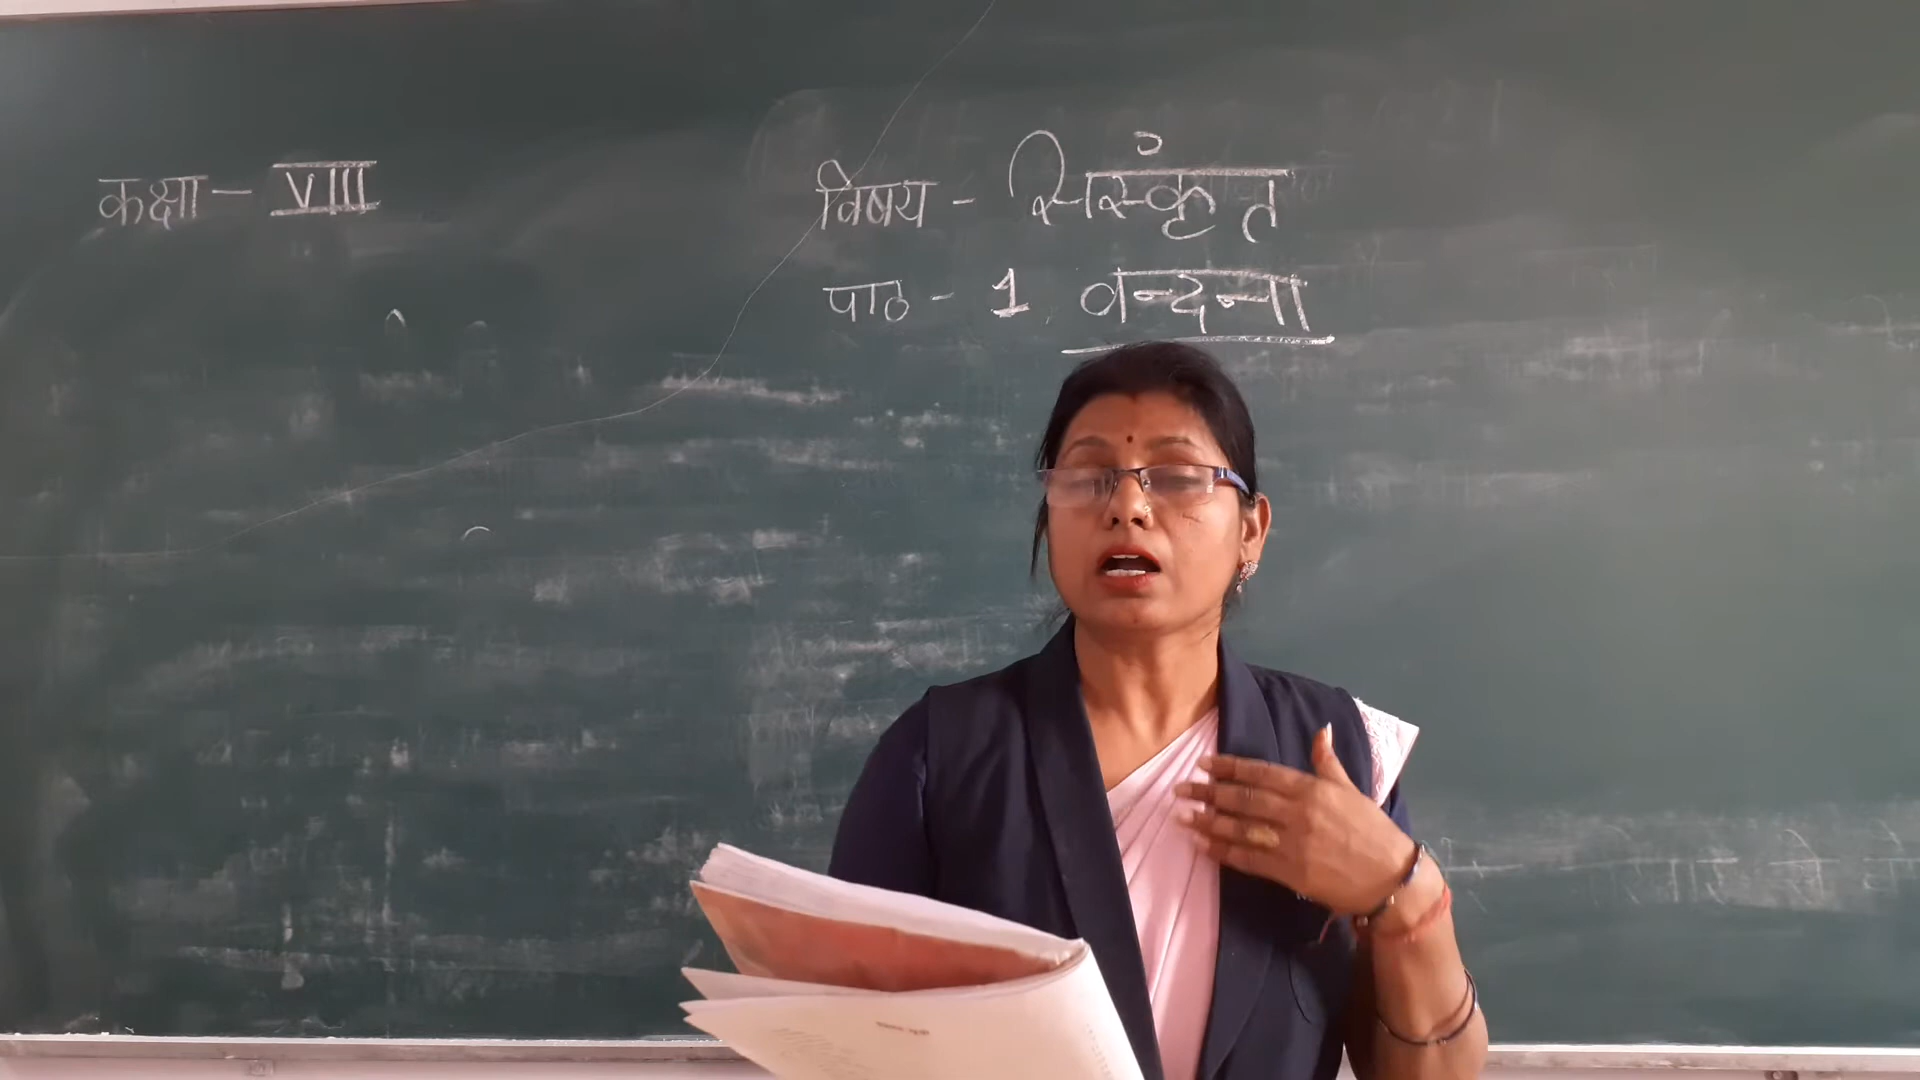 कक्षा – VIII
विषय - संस्कृत
पाठ - 1. वन्दना